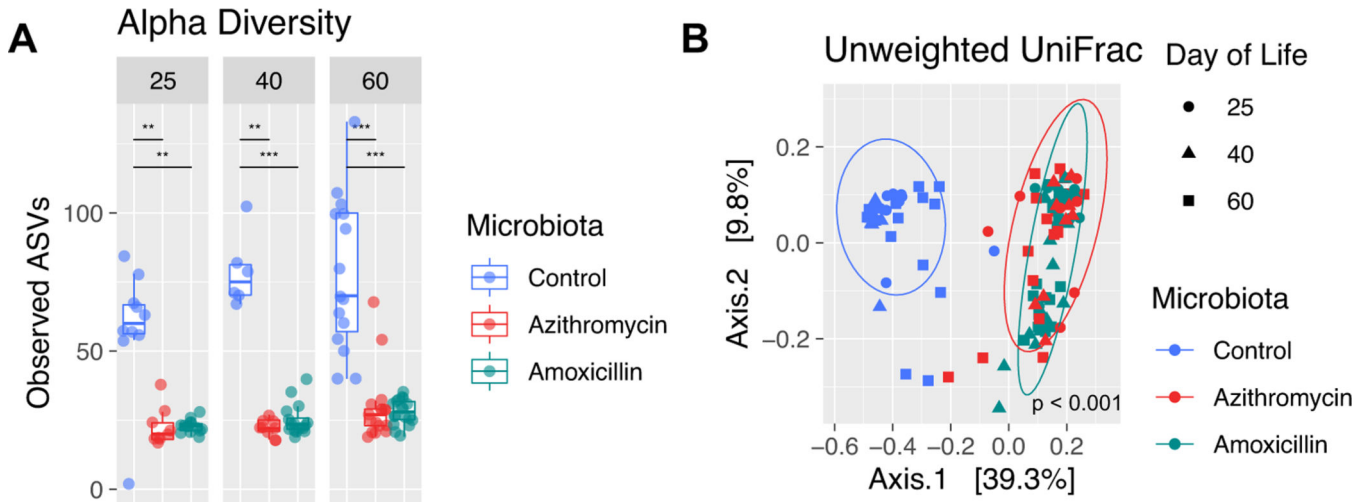 A
Alpha Diversity
25 40 60
** ** ***
** *** ***
Observed ASVs
100
50
0
Microbiota
Control
Azithromycin
Amoxicillin
B
Unweighted UniFrac
Axis.2 [9.8%]
0.2
0.0
−0.2
p < 0.001
−0.6 −0.4 −0.2 0.0 0.2
Axis.1 [39.3%]
Day of Life
25
40
60
Microbiota
Control
Azithromycin
Amoxicillin